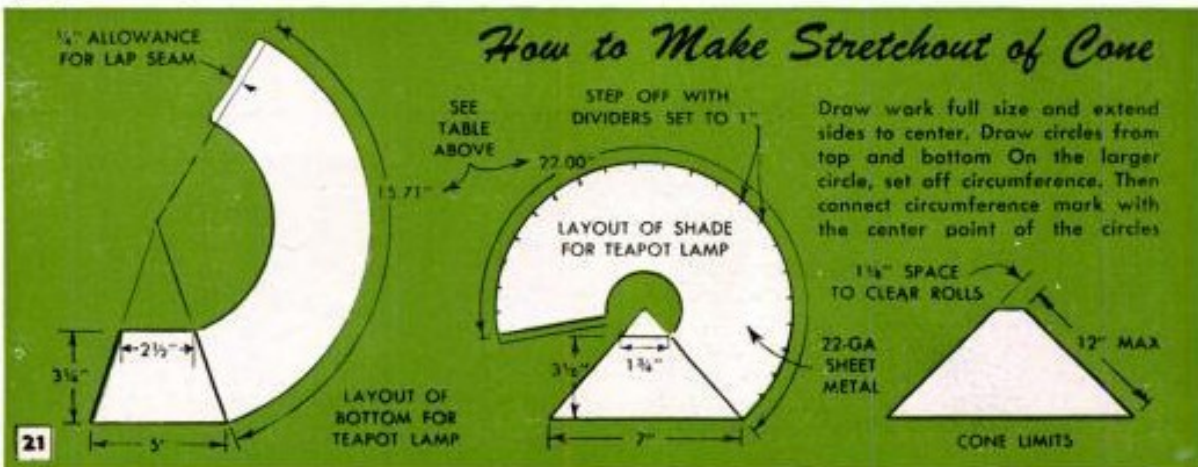 How to Make Stretchout of Cone
¼" ALLOWANCE
FOR LAP SEAM
SEE
TABLE
ABOVE
15.71"
3¼"
2½"
5"
LAYOUT OF
BOTTOM FOR
TEAPOT LAMP
21
STEP OFF WITH
DIVIDERS SET TO 1"
22.00"
LAYOUT OF SHADE
FOR TEAPOT LAMP
3½"
1¾"
7"
22-GA
SHEET
METAL
Draw work full size and extend
sides to center. Draw circles from
top and bottom On the larger
circle, set off circumference. Then
connect circumference mark with
the center point of the circles
1⅛" SPACE
TO CLEAR ROLLS
12" MAX
CONE LIMITS